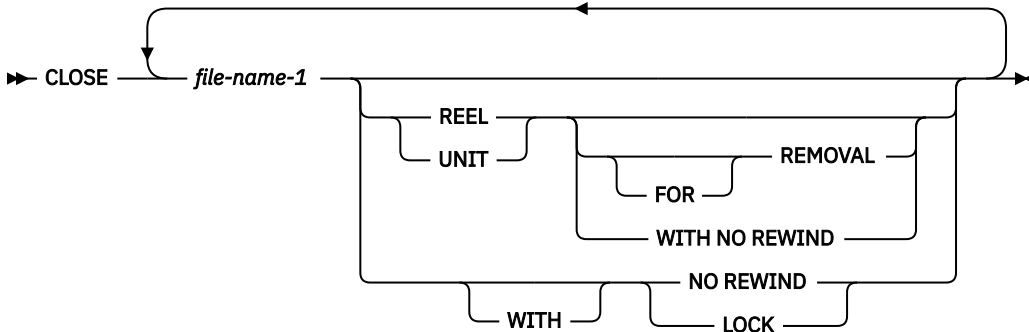 CLOSE file-name-1
REEL
UNIT
REMOVAL
FOR
WITH NO REWIND
NO REWIND
WITH
LOCK